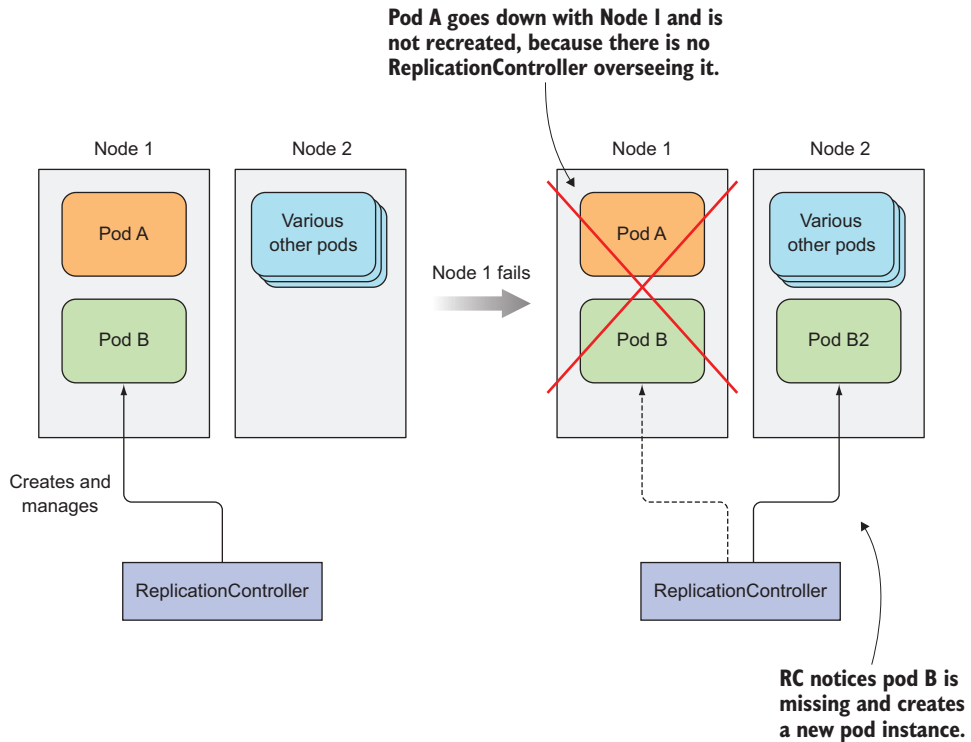 Pod A goes down with Node 1 and is
not recreated, because there is no
ReplicationController overseeing it.
Node 1
Node 2
Pod A
Various
other pods
Pod B
Creates and
manages
ReplicationController
Node 1 fails
Node 1
Node 2
Pod A
Various
other pods
Pod B
Pod B2
ReplicationController
RC notices pod B is
missing and creates
a new pod instance.